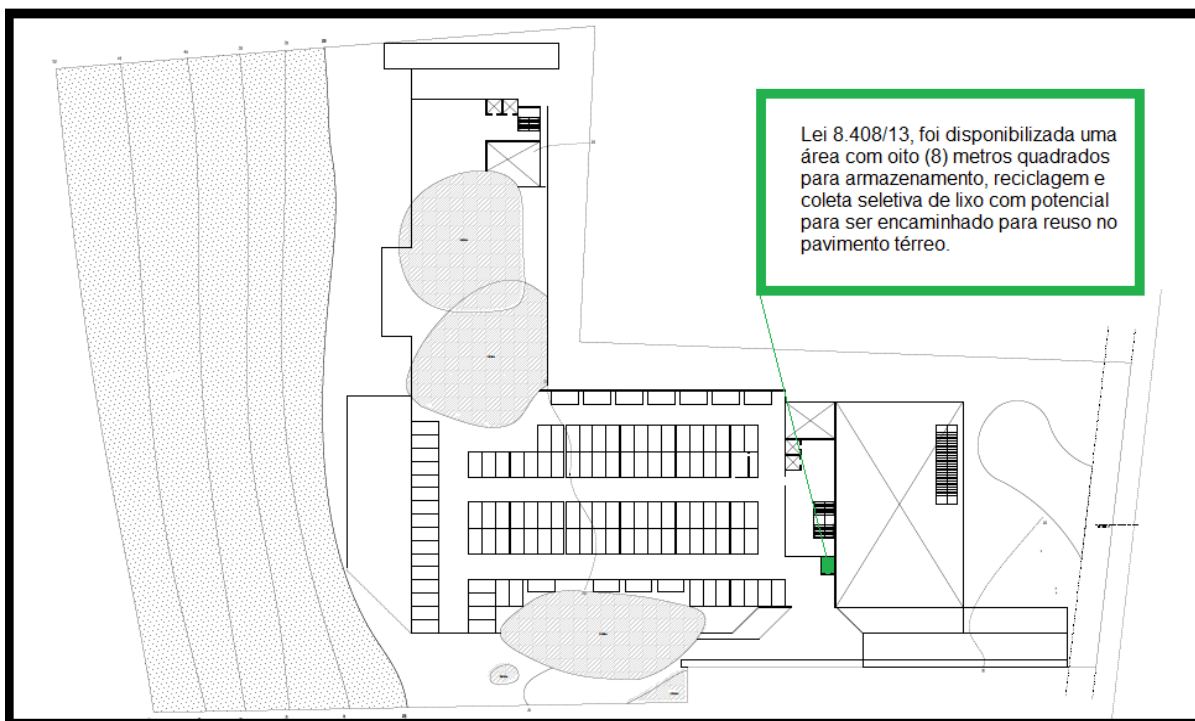 Lei 8.408/13, foi disponibilizada uma
área com oito (8) metros quadrados
para armazenamento, reciclagem e
coleta seletiva de lixo com potencial
para ser encaminhado para reuso no
pavimento térreo.